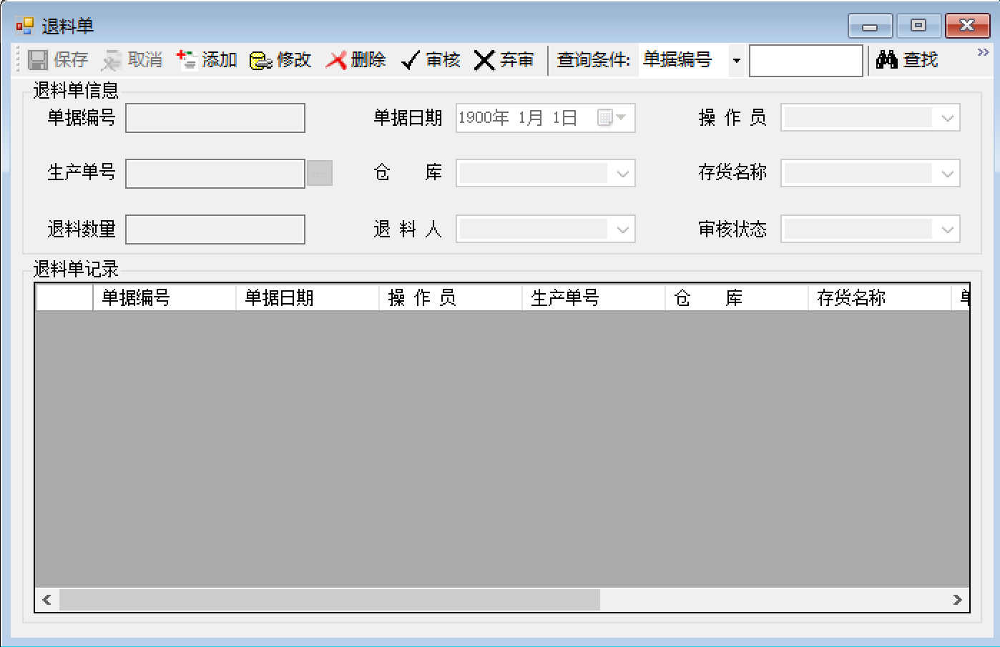 退料单
保存 取消 添加 修改 删除 审核 弃审 查询条件: 单据编号 查找
退料单信息
单据编号 单据日期 1900年 1月 1日 操 作 员
生产单号 ... 仓 库 存货名称
退料数量 退 料 人 审核状态
退料单记录
单据编号 单据日期 操 作 员 生产单号 仓 库 存货名称